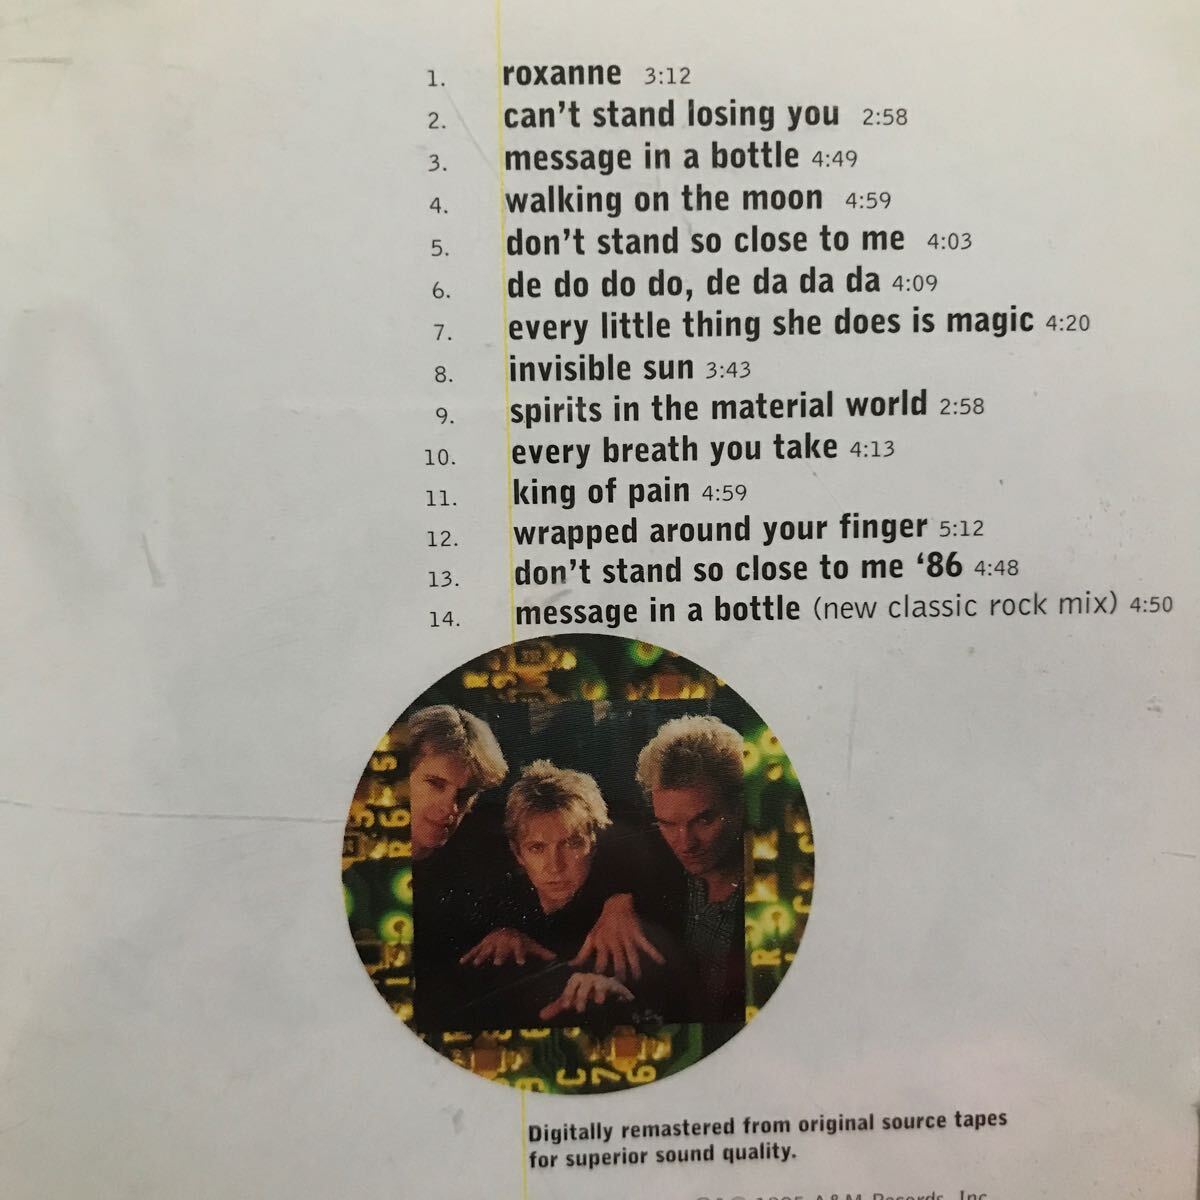 1. roxanne 3:12
2. can't stand losing you 2:58
3. message in a bottle 4:49
4. walking on the moon 4:59
5. don't stand so close to me 4:03
6. de do do do, de da da da 4:09
7. every little thing she does is magic 4:20
8. invisible sun 3:43
9. spirits in the material world 2:58
10. every breath you take 4:13
11. king of pain 4:59
12. wrapped around your finger 5:12
13. don't stand so close to me ‘86 4:48
14. message in a bottle (new classic rock mix) 4:50
Digitally remastered from original source tapes
for superior sound quality.
1995 A&M Records, Inc